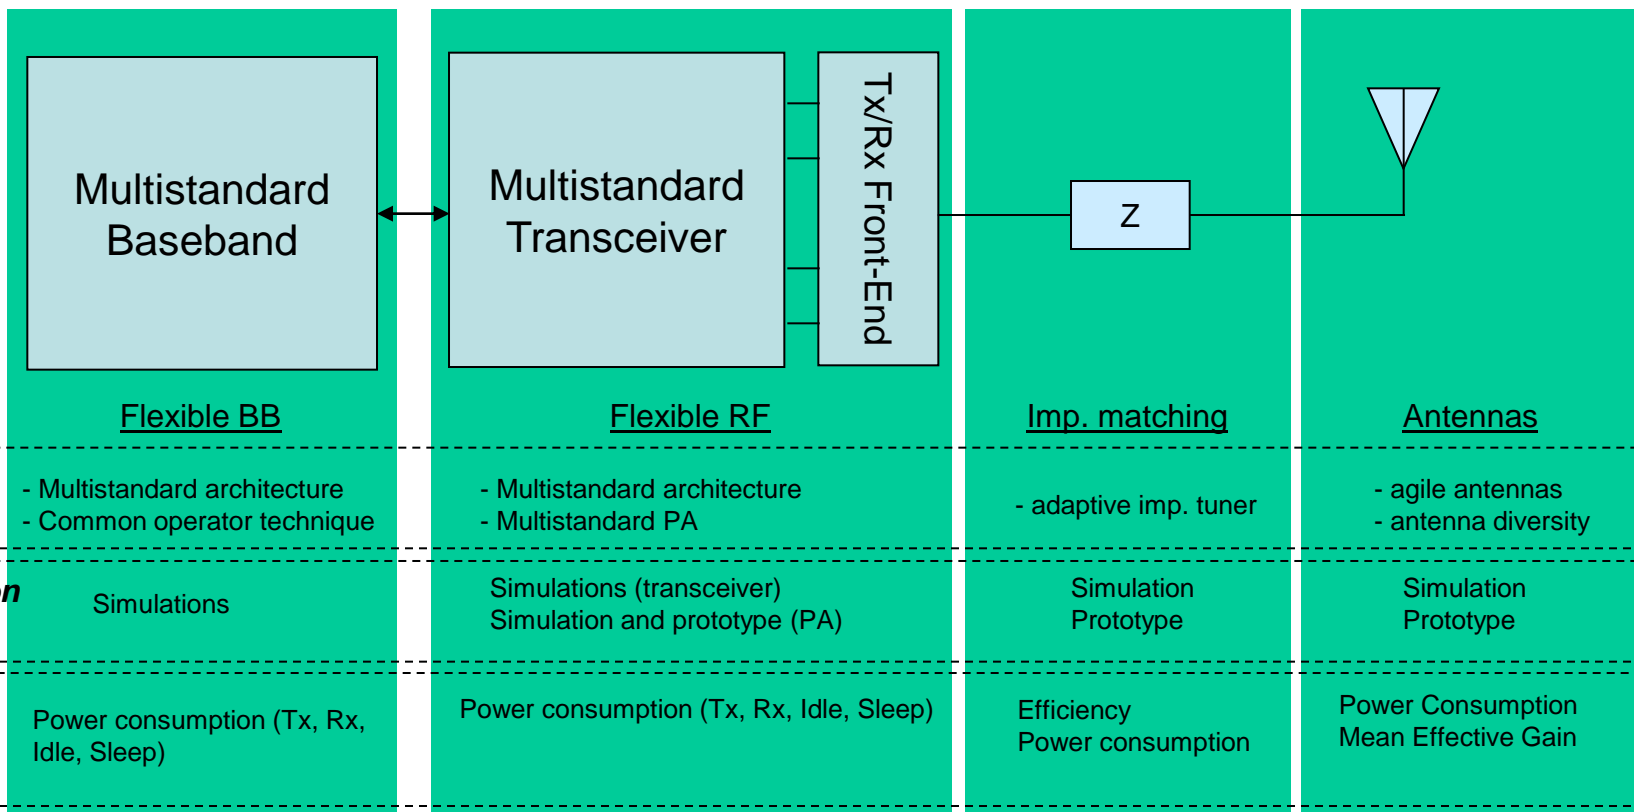 Multistandard
Baseband
Multistandard
Transceiver
Tx/Rx Front-End
Z
Flexible BB
Flexible RF
Imp. matching
Antennas
- Multistandard architecture
- Common operator technique
- Multistandard architecture
- Multistandard PA
- adaptive imp. tuner
- agile antennas
- antenna diversity
Simulations
Simulations (transceiver)
Simulation and prototype (PA)
Simulation
Prototype
Simulation
Prototype
Power consumption (Tx, Rx,
Idle, Sleep)
Power consumption (Tx, Rx, Idle, Sleep)
Efficiency
Power consumption
Power Consumption
Mean Effective Gain